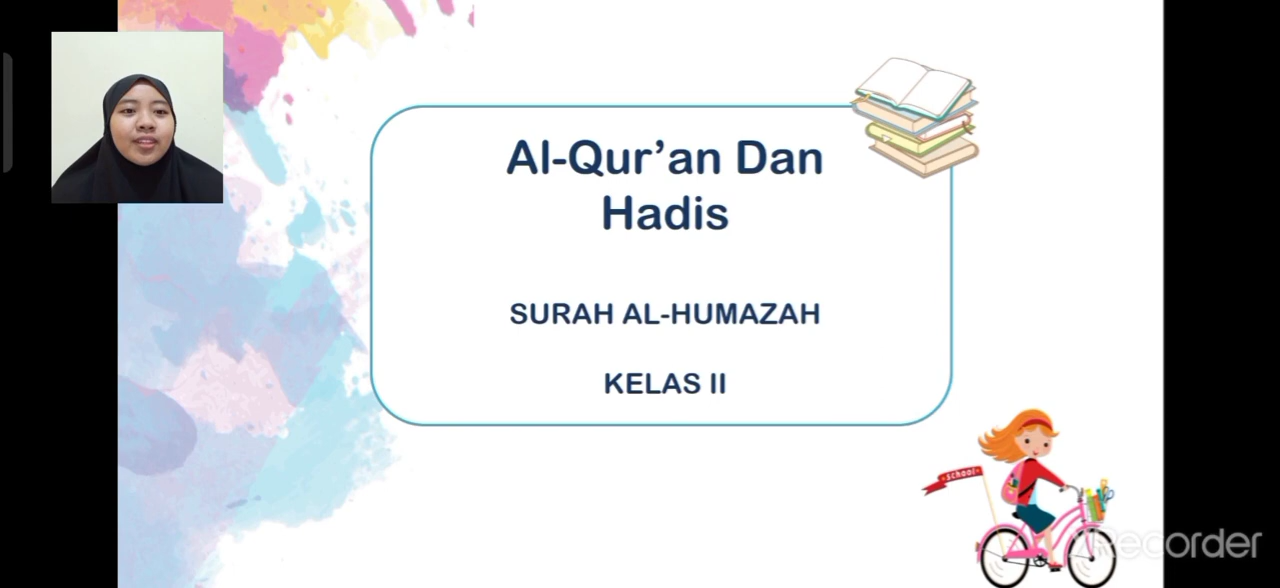 Al-Qur’an Dan
Hadis
SURAH AL-HUMAZAH
KELAS II
school
Recorder